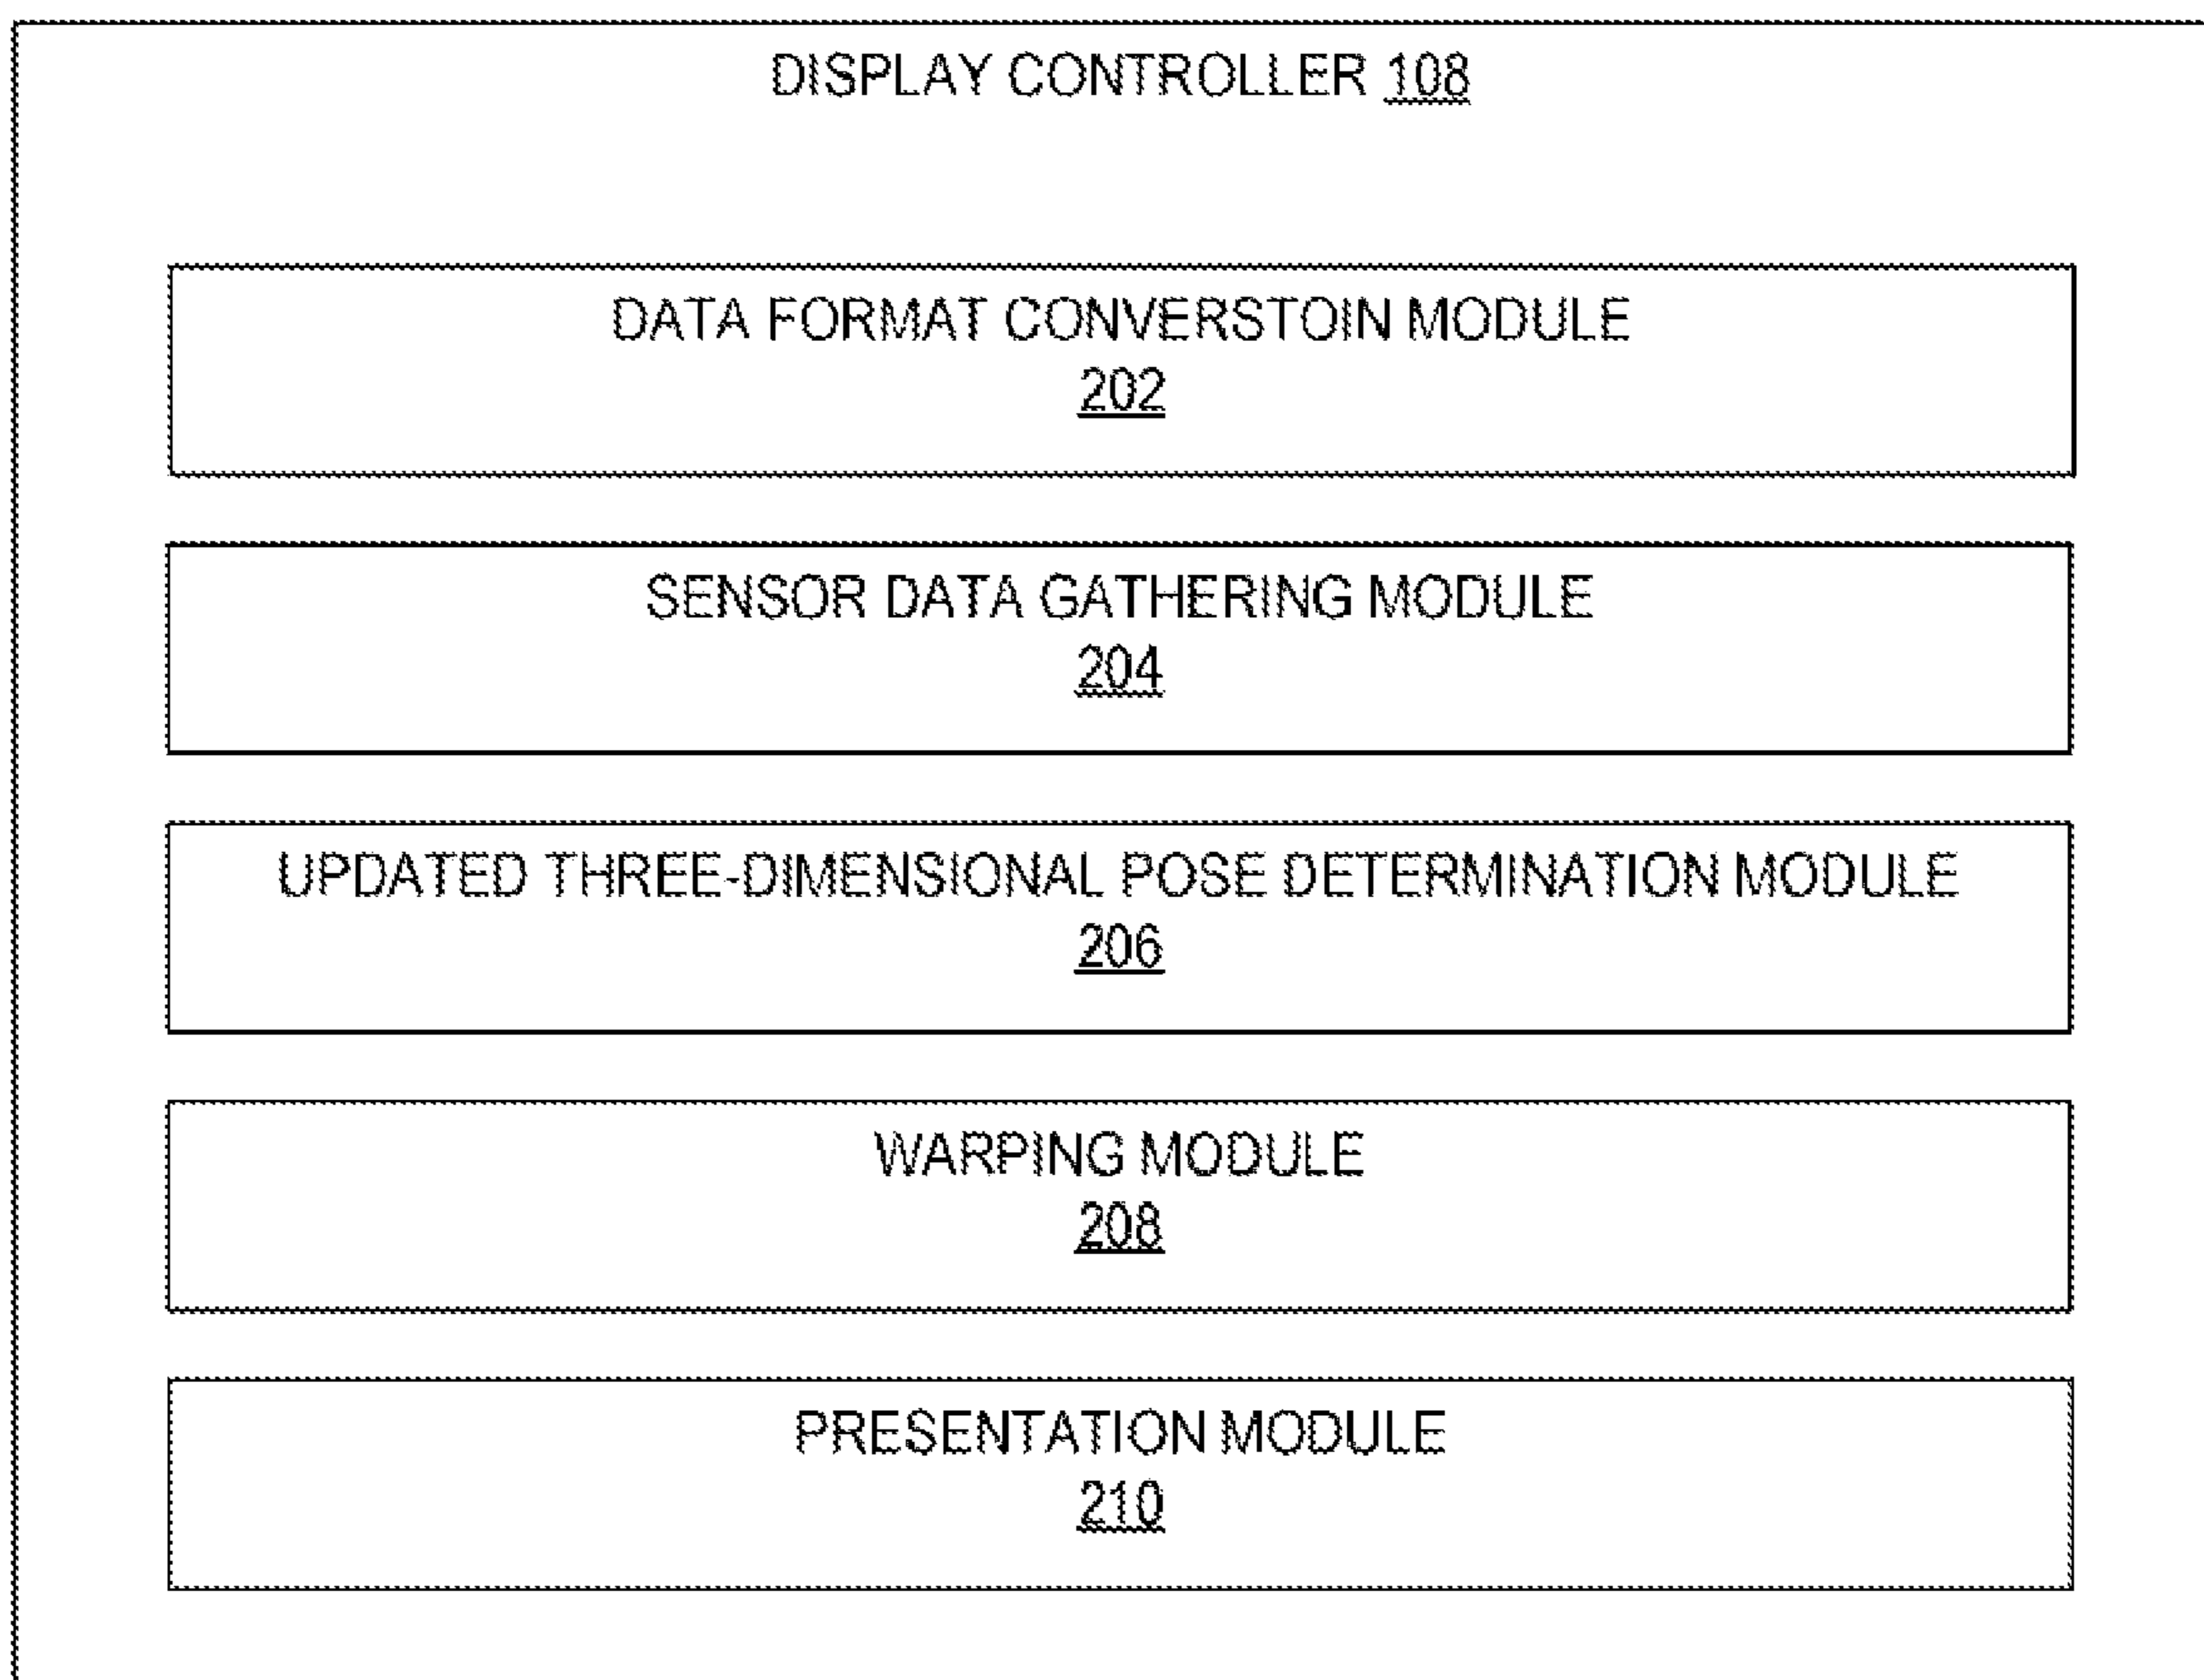 DISPLAY CONTROLLER 108
DATA FORMAT CONVERSTOIN MODULE
202
SENSOR DATA GATHERING MODULE
204
UPDATED THREE-DIMENSIONAL POSE DETERMINATION MODULE
206
WARPING MODULE
208
PRESENTATION MODULE
210